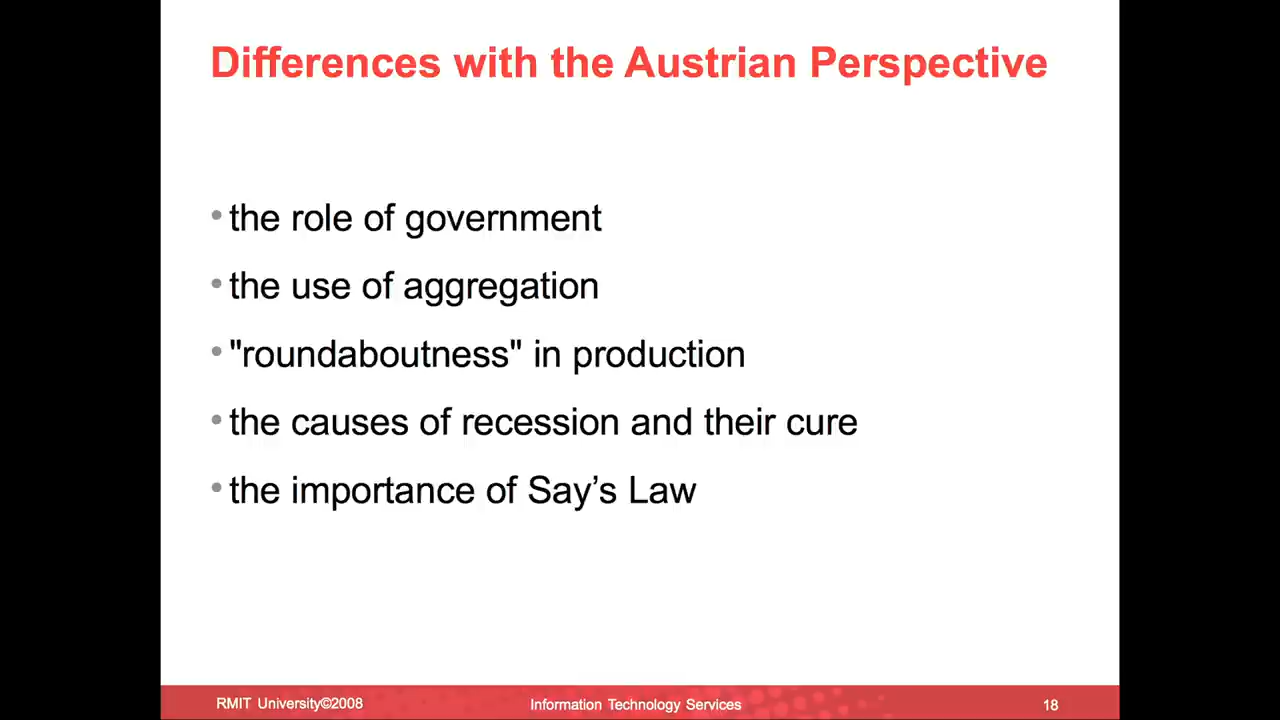 Differences with the Austrian Perspective
• the role of government
• the use of aggregation
• "roundaboutness" in production
• the causes of recession and their cure
• the importance of Say’s Law
RMIT University©2008 Information Technology Services 18